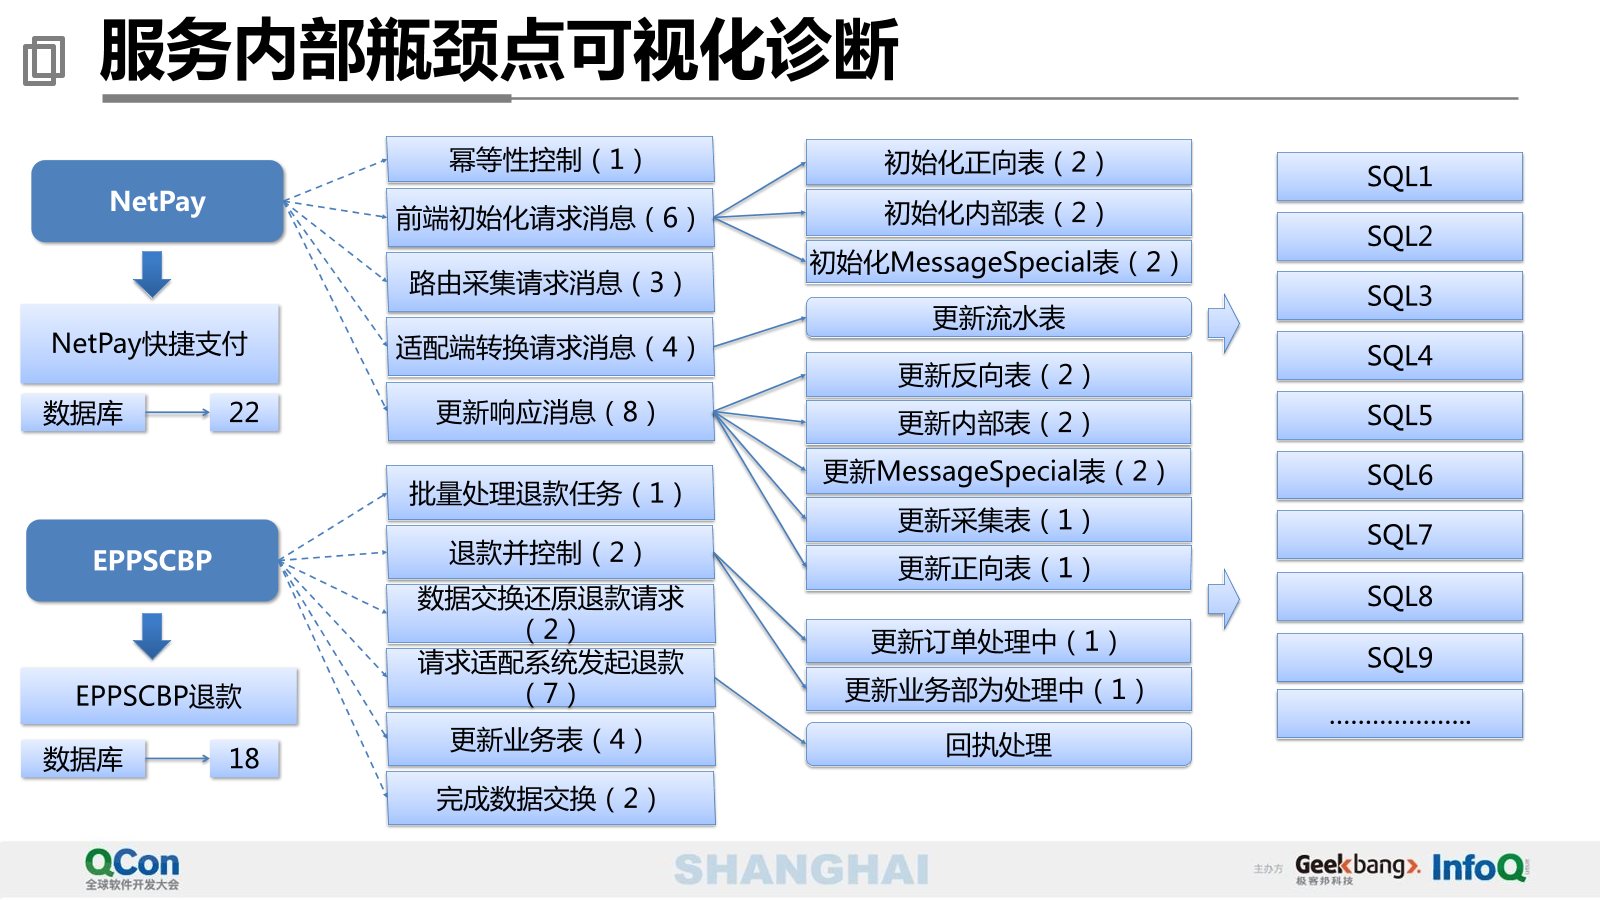 服务内部瓶颈点可视化诊断
NetPay
NetPay快捷支付
数据库
22
EPPSCBP
EPPSCBP退款
数据库
18
幂等性控制（1）
前端初始化请求消息（6）
路由采集请求消息（3）
适配端转换请求消息（4）
更新响应消息（8）
批量处理退款任务（1）
退款并控制（2）
数据交换还原退款请求
（2）
请求适配系统发起退款
（7）
更新业务表（4）
完成数据交换（2）
初始化正向表（2）
初始化内部表（2）
初始化MessageSpecial表（2）
更新流水表
更新反向表（2）
更新内部表（2）
更新MessageSpecial表（2）
更新采集表（1）
更新正向表（1）
更新订单处理中（1）
更新业务部为处理中（1）
回执处理
SQL1
SQL2
SQL3
SQL4
SQL5
SQL6
SQL7
SQL8
SQL9
....................
QCon
全球软件开发大会
SHANGHAI
主办方
Geekbang>.
极客邦科技
InfoQ